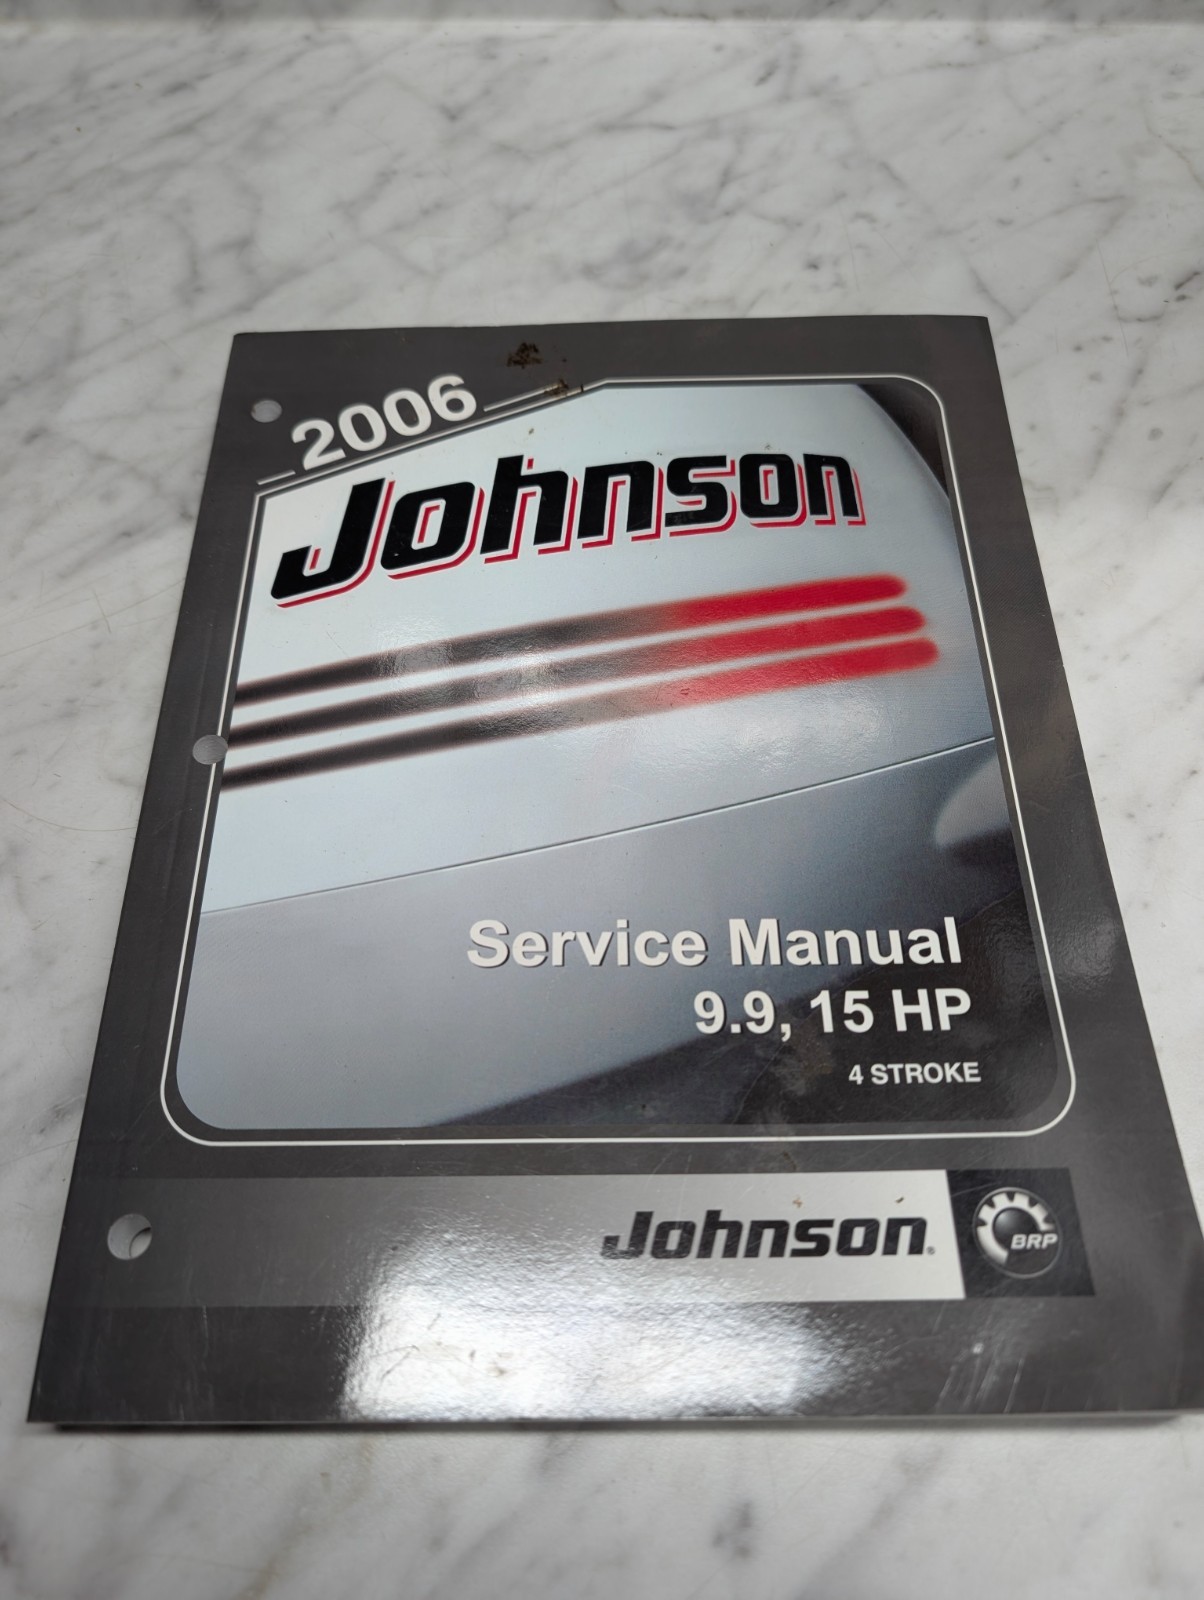 2006
Johnson
Service Manual
9.9, 15 HP
4 STROKE
Johnson®
BRP